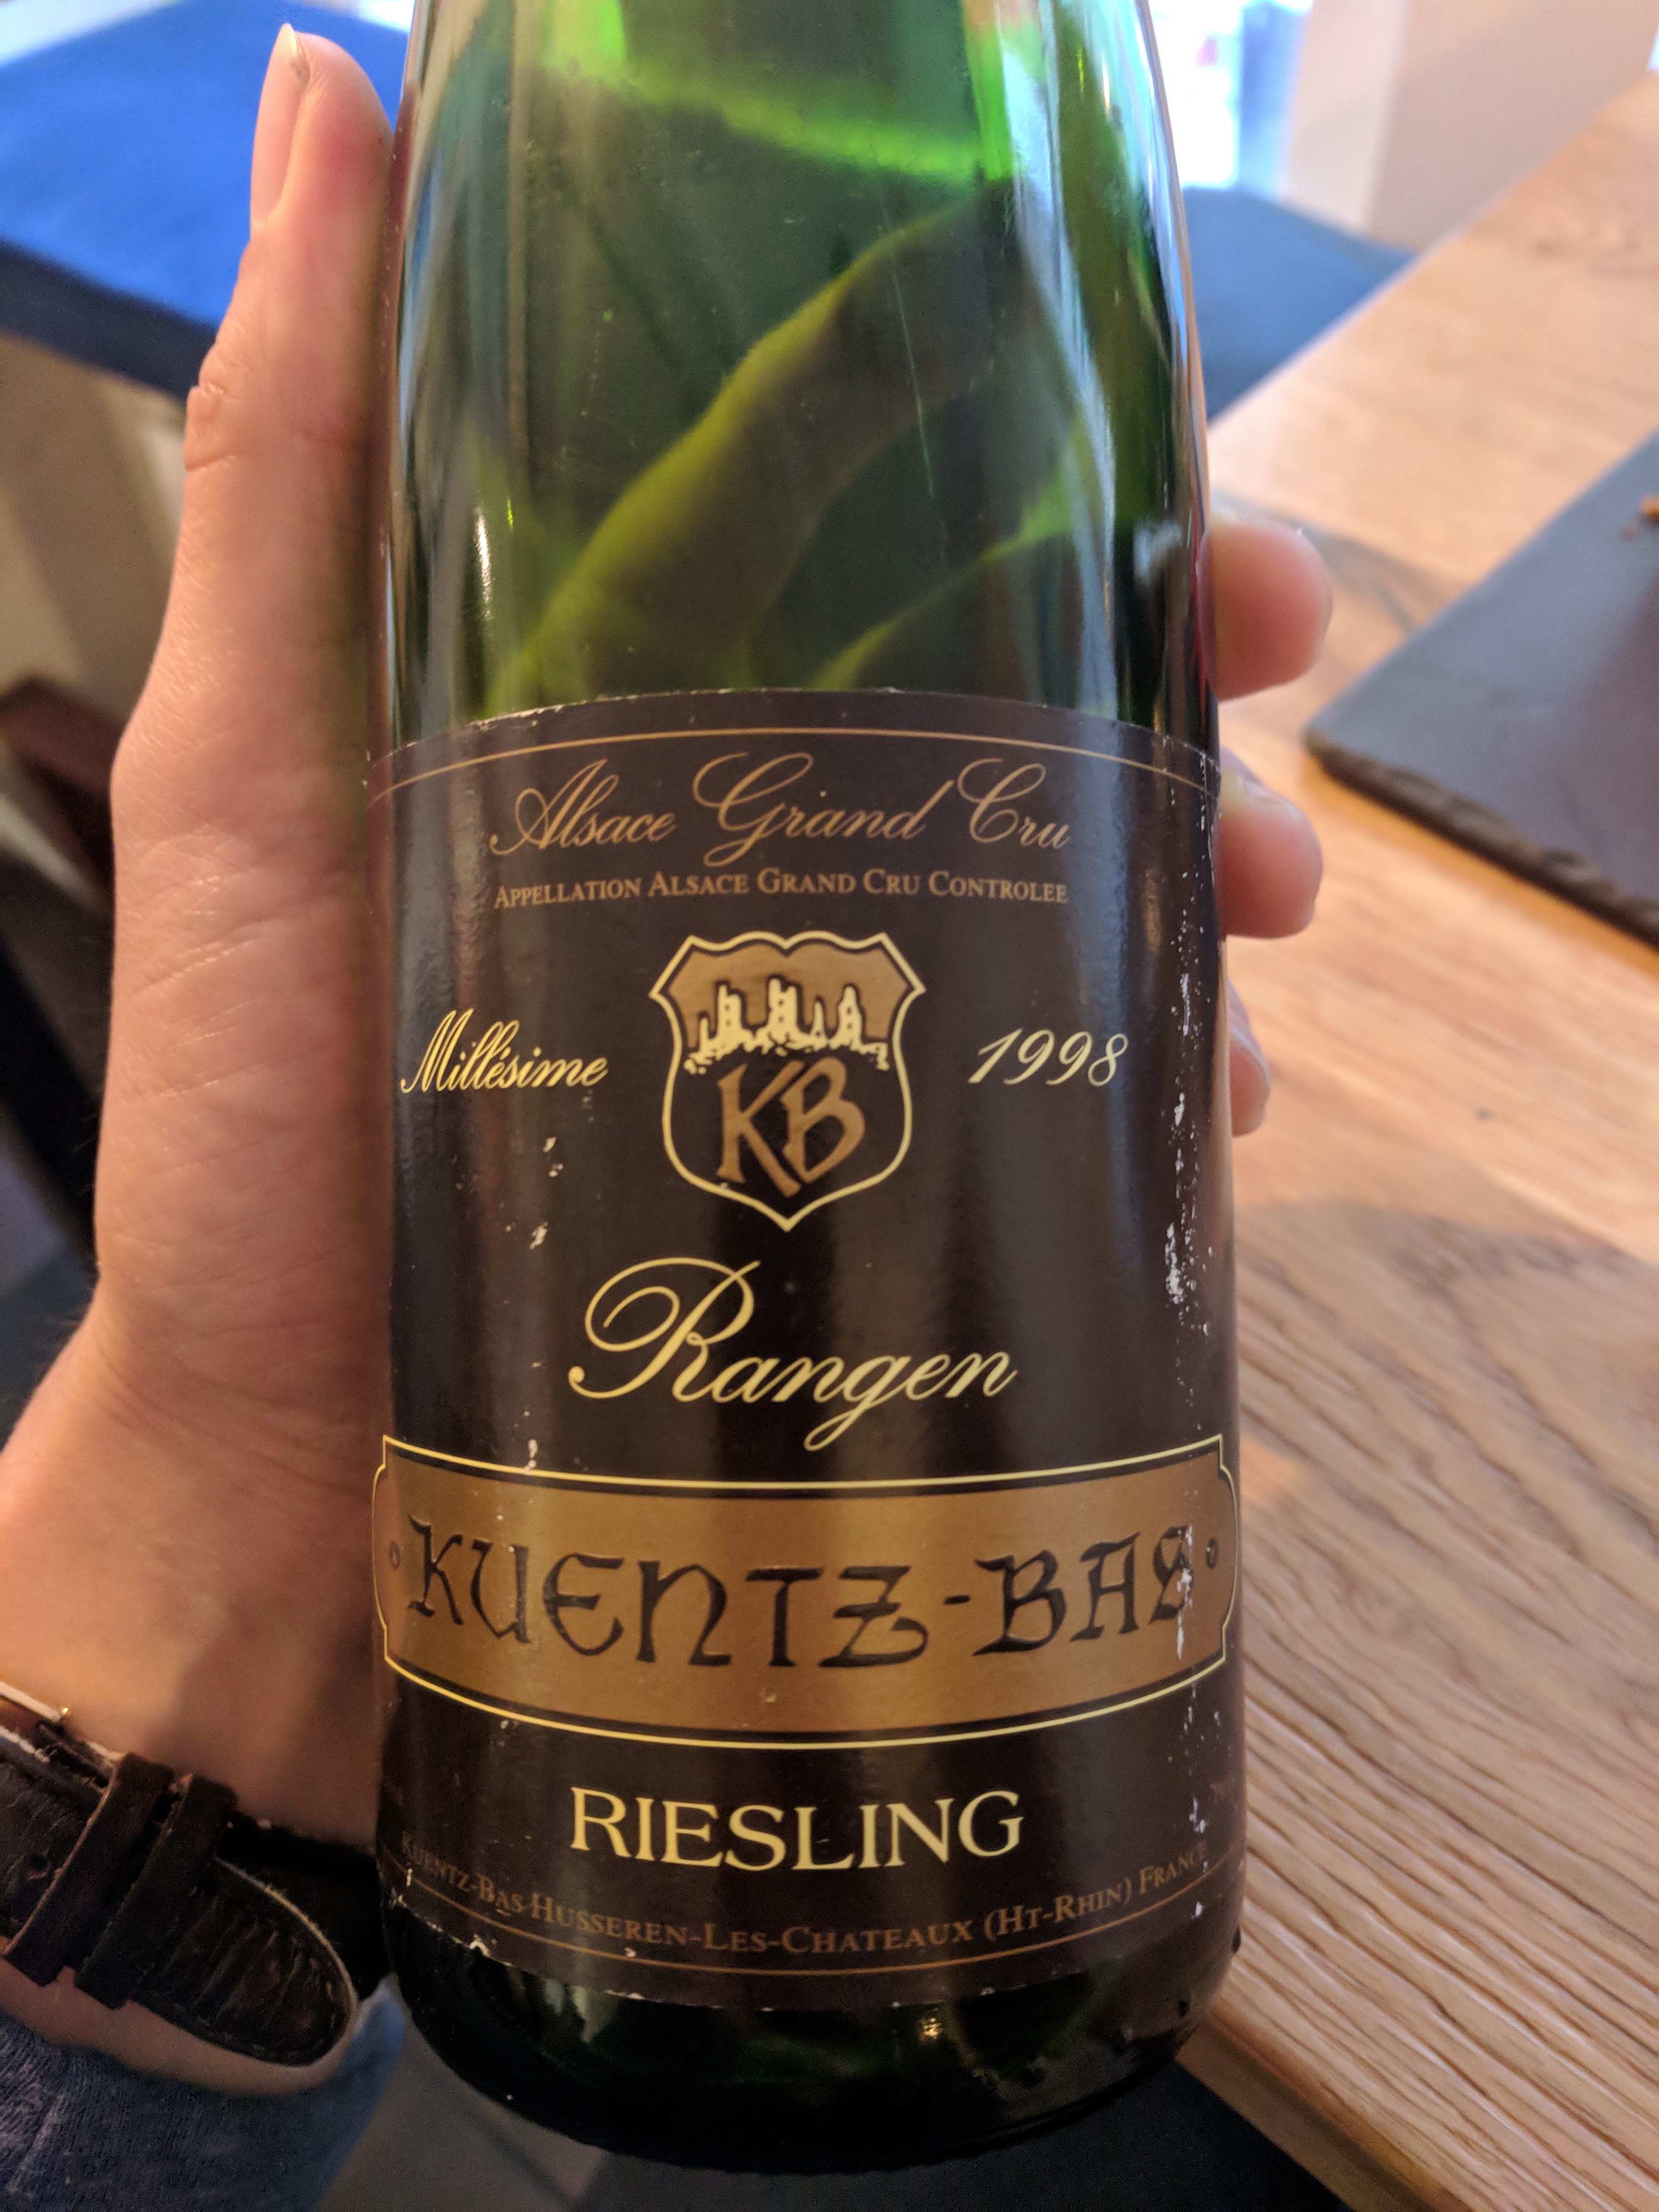 Alsace Grand Cru
APPELLATION ALSACE GRAND CRU CONTROLEE
Millésime 1998
KB
Rangen
KUENTZ-BAS
RIESLING
KUENTZ-BAS-HUSSEREN-LES-CHATEAUX (HT-RHIN) FRANCE